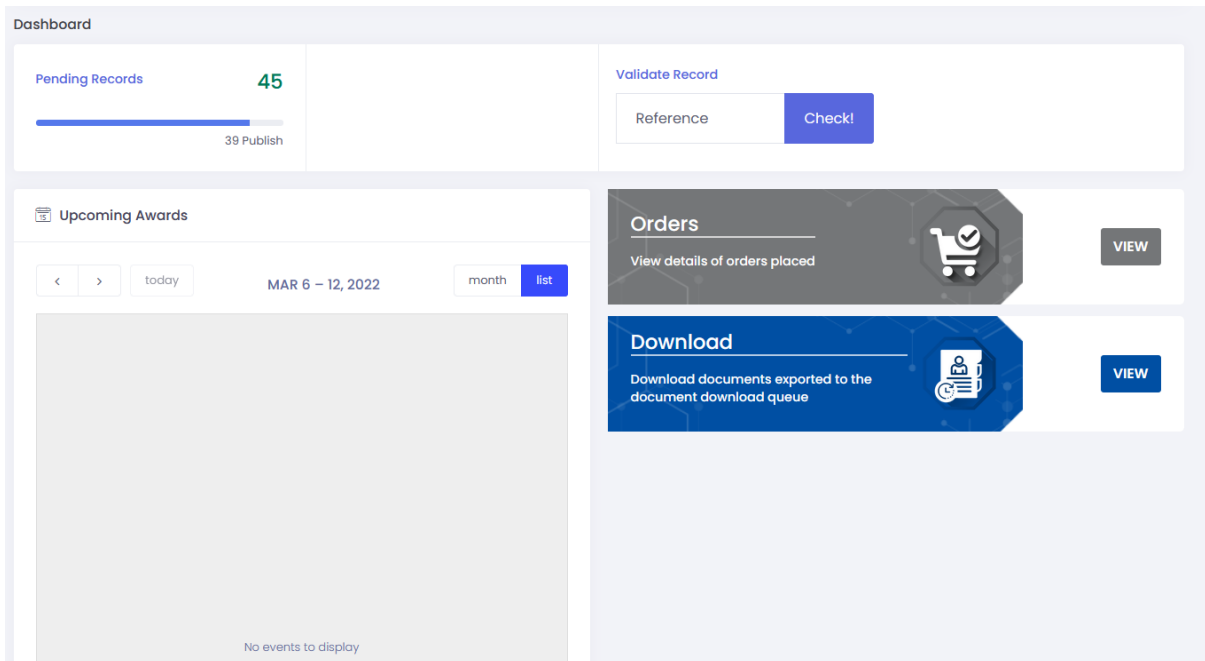 Dashboard
Pending Records
45
39 Publish
Validate Record
Reference
Check!
Upcoming Awards
today
MAR 6 – 12, 2022
month
list
No events to display
Orders
View details of orders placed
VIEW
Download
Download documents exported to the
document download queue
VIEW